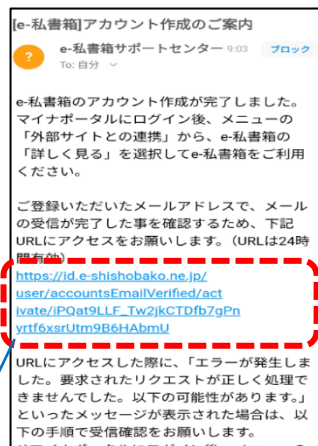 [e-私書箱]アカウント作成のご案内
?
e-私書箱サポートセンター 9:03 ブロック
To: 自分
e-私書箱のアカウント作成が完了しました。
マイナポータルにログイン後、メニューの
「外部サイトとの連携」から、e-私書箱の
「詳しく見る」を選択してe-私書箱をご利用
ください。
ご登録いただいたメールアドレスで、メール
の受信が完了した事を確認するため、下記
URLにアクセスをお願いします。（URLは24時
間有効）
https://id.e-shishobako.ne.jp/
user/accountsEmailVerified/act
ivate/iPQat9LLF_Tw2jkCTDfb7gPn
yrtf6xsrUtm9B6HAbmU
URLにアクセスした際に、「エラーが発生しま
した。要求されたリクエストが正しく処理で
きませんでした。以下の可能性があります。」
といったメッセージが表示された場合は、以
下の手順で受信確認をお願いします。